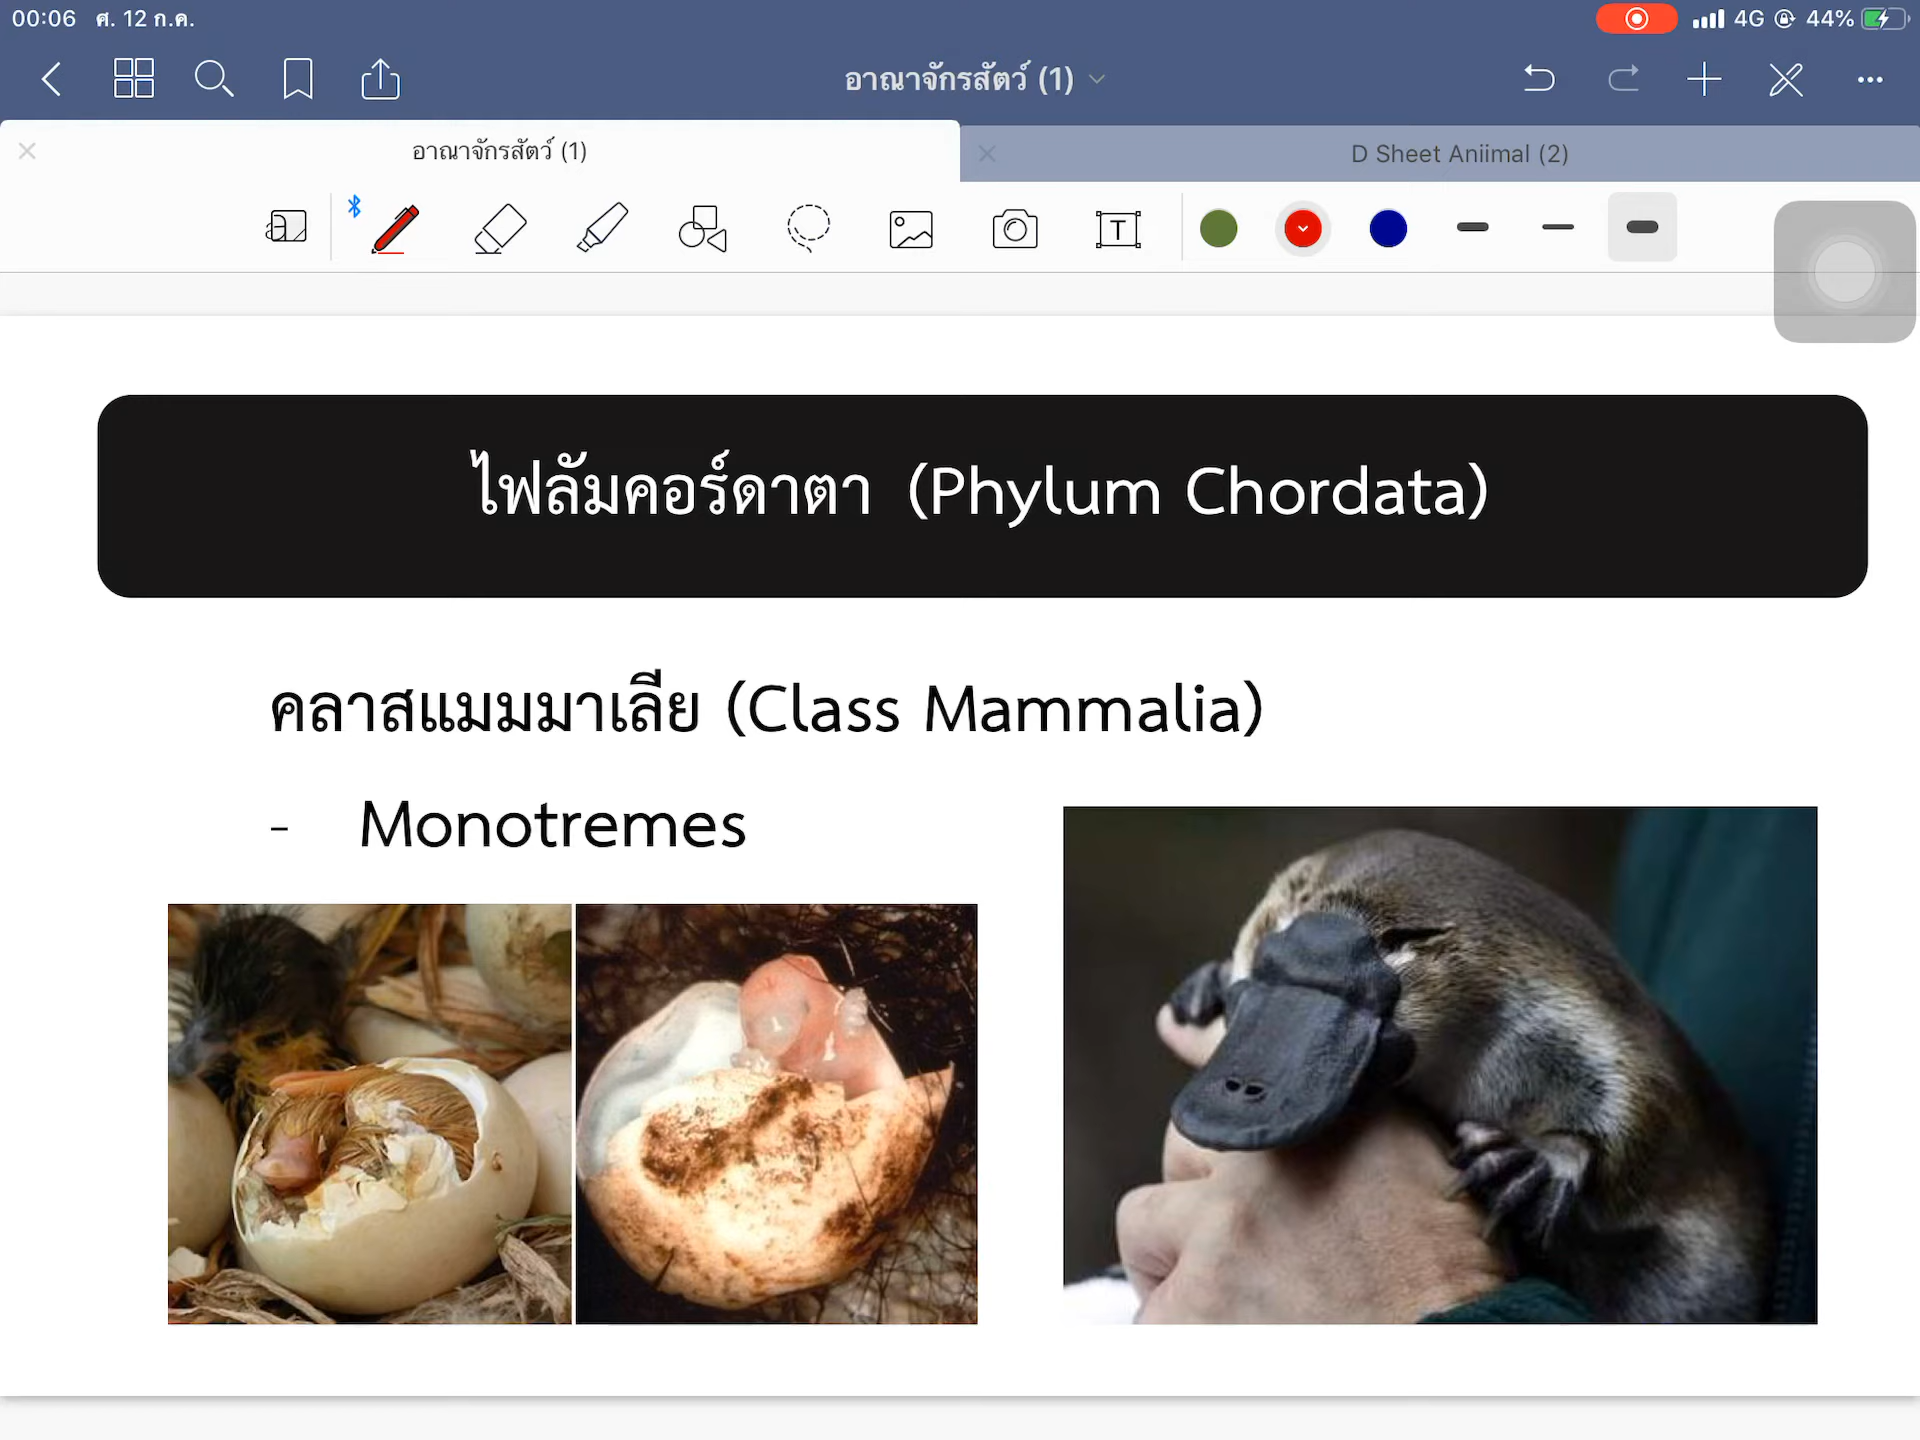 00:06 ศ. 12 ก.ค.
4G 44%
อาณาจักรสัตว์ (1)
อาณาจักรสัตว์ (1)
D Sheet Aniimal (2)
T
ไฟลัมคอร์ดาตา (Phylum Chordata)
คลาสแมมมาเลีย (Class Mammalia)
- Monotremes